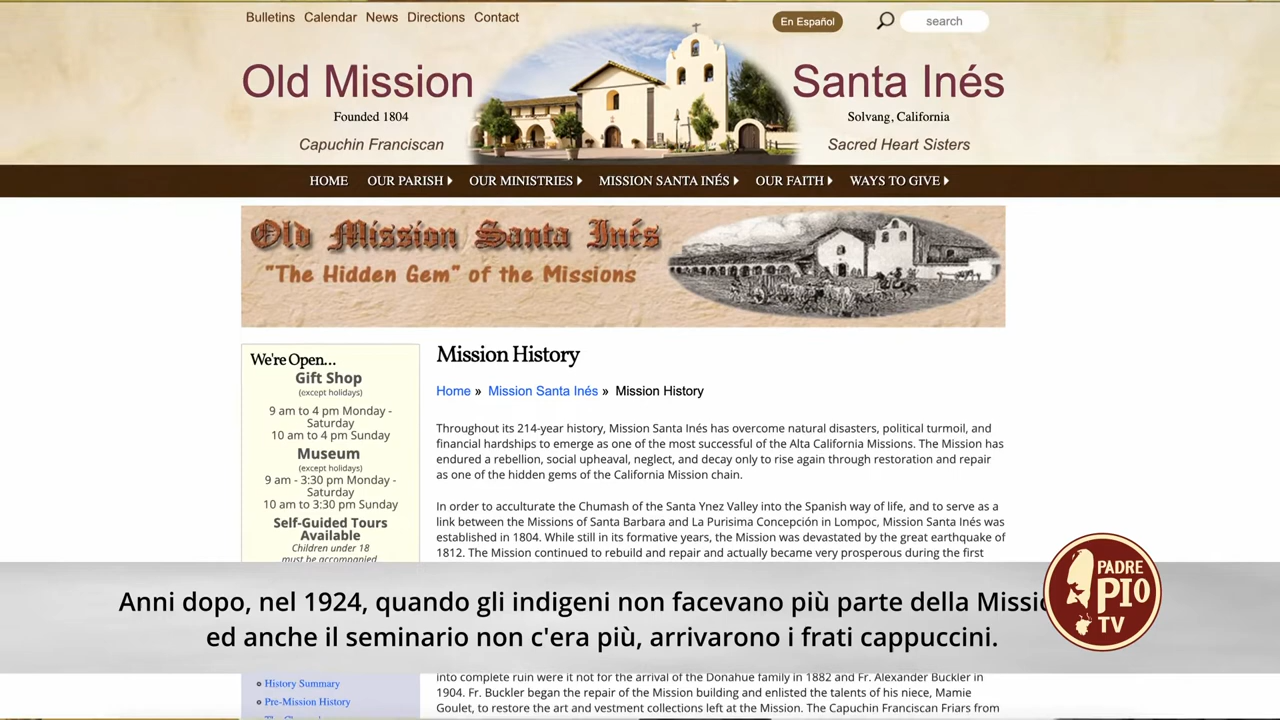 Bulletins Calendar News Directions Contact
En Español
search
Old Mission
Santa Inés
Founded 1804
Solvang, California
Capuchin Franciscan
Sacred Heart Sisters
HOME OUR PARISH OUR MINISTRIES MISSION SANTA INÉS OUR FAITH WAYS TO GIVE
Old Mission Santa Inés
"The Hidden Gem" of the Missions
We're Open...
Gift Shop
(except holidays)
9 am to 4 pm Monday -
Saturday
10 am to 4 pm Sunday
Museum
(except holidays)
9 am - 3:30 pm Monday -
Saturday
10 am to 3:30 pm Sunday
Self-Guided Tours
Available
Children under 18
must be accompanied
Mission History
Home » Mission Santa Inés » Mission History
Throughout its 214-year history, Mission Santa Inés has overcome natural disasters, political turmoil, and
financial hardships to emerge as one of the most successful of the Alta California Missions. The Mission has
endured a rebellion, social upheaval, neglect, and decay only to rise again through restoration and repair
as one of the hidden gems of the California Mission chain.
In order to acculturate the Chumash of the Santa Ynez Valley into the Spanish way of life, and to serve as a
link between the Missions of Santa Barbara and La Purisima Concepción in Lompoc, Mission Santa Inés was
established in 1804. While still in its formative years, the Mission was devastated by the great earthquake of
1812. The Mission continued to rebuild and repair and actually became very prosperous during the first
Anni dopo, nel 1924, quando gli indigeni non facevano più parte della
ed anche il seminario non c'era più, arrivarono i frati cappuccini.
PADRE
PIO
TV
History Summary
Pre-Mission History
into complete ruin were it not for the arrival of the Donahue family in 1882 and Fr. Alexander Buckler in
1904. Fr. Buckler began the repair of the Mission building and enlisted the talents of his niece, Mamie
Goulet, to restore the art and vestment collections left at the Mission. The Capuchin Franciscan Friars from